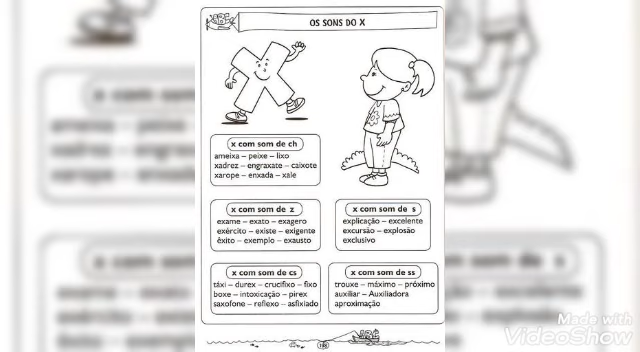 OS SONS DO X
x com som de ch
ameixa – peixe – lixo
xadrez – engraxate – caixote
xarope – enxada – xale
x com som de z
exame – exato – exagero
exército – existe – exigente
êxito – exemplo – exausto
x com som de s
explicação – excelente
excursão – explosão
exclusivo
x com som de cs
táxi – durex – crucifixo – fixo
boxe – intoxicação – pirex
saxofone – reflexo – asfixiado
x com som de ss
trouxe – máximo – próximo
auxiliar – Auxiliadora
aproximação
Made with
VideoShow